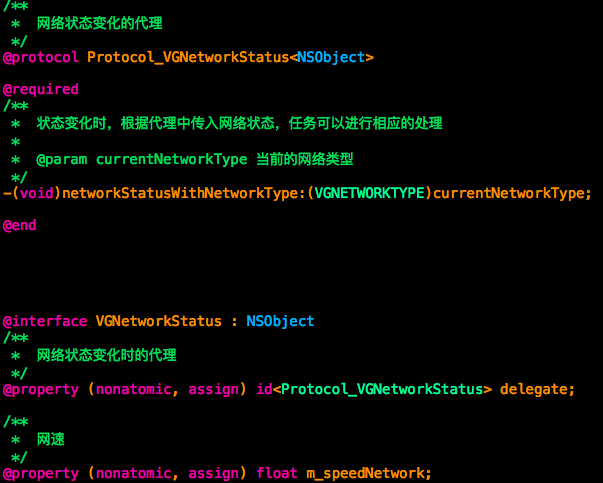 /**
 *  网络状态变化的代理
 */
@protocol Protocol_VGNetworkStatus<NSObject>
@required
/**
 *  状态变化时，根据代理中传入网络状态，任务可以进行相应的处理
 *
 *  @param currentNetworkType 当前的网络类型
 */
-(void)networkStatusWithNetworkType:(VGNETWORKTYPE)currentNetworkType;
@end
@interface VGNetworkStatus : NSObject
/**
 *  网络状态变化时的代理
 */
@property (nonatomic, assign) id<Protocol_VGNetworkStatus> delegate;
/**
 *  网速
 */
@property (nonatomic, assign) float m_speedNetwork;